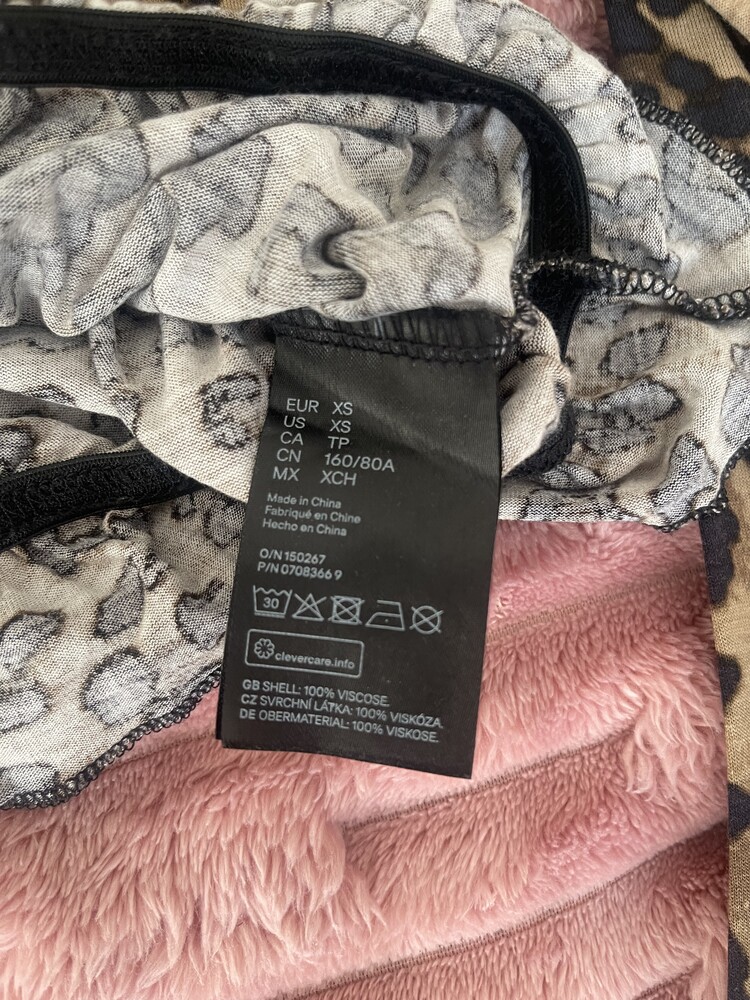 EUR XS
US XS
CA TP
CN 160/80A
MX XCH
Made in China
Fabriqué en Chine
Hecho en China
O/N 150267
P/N 0708366 9
30
clevercare.info
GB SHELL: 100% VISCOSE.
CZ SVRCHNÍ LÁTKA: 100% VISKÓZA.
DE OBERMATERIAL: 100% VISKOSE.